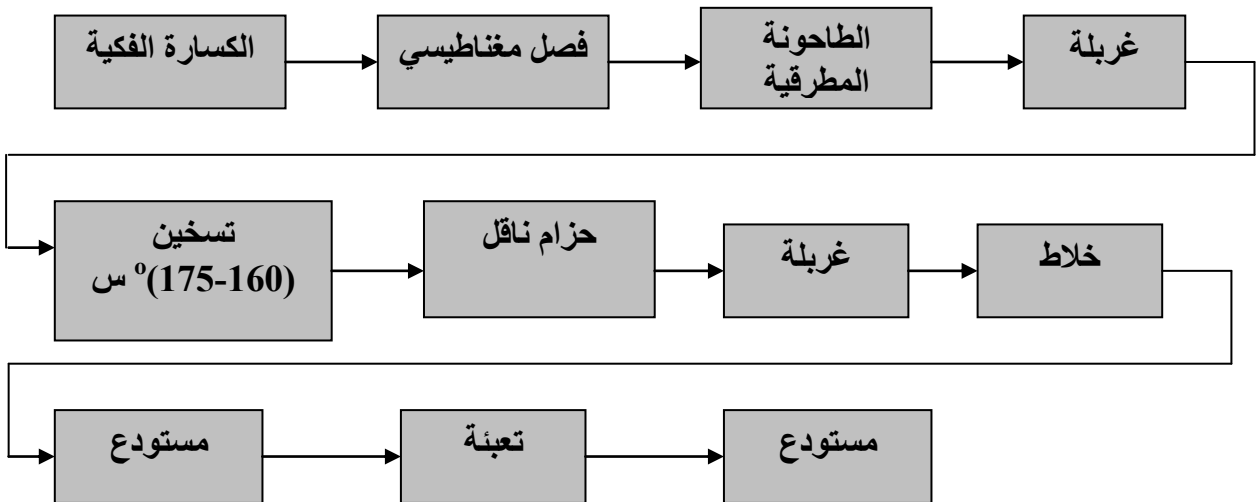 الكسارة الفكية
فصل مغناطيسي
الطاحونة
المطرقية
غربلة
تسخين
(160-175)º س
حزام ناقل
غربلة
خلاط
مستودع
تعبئة
مستودع